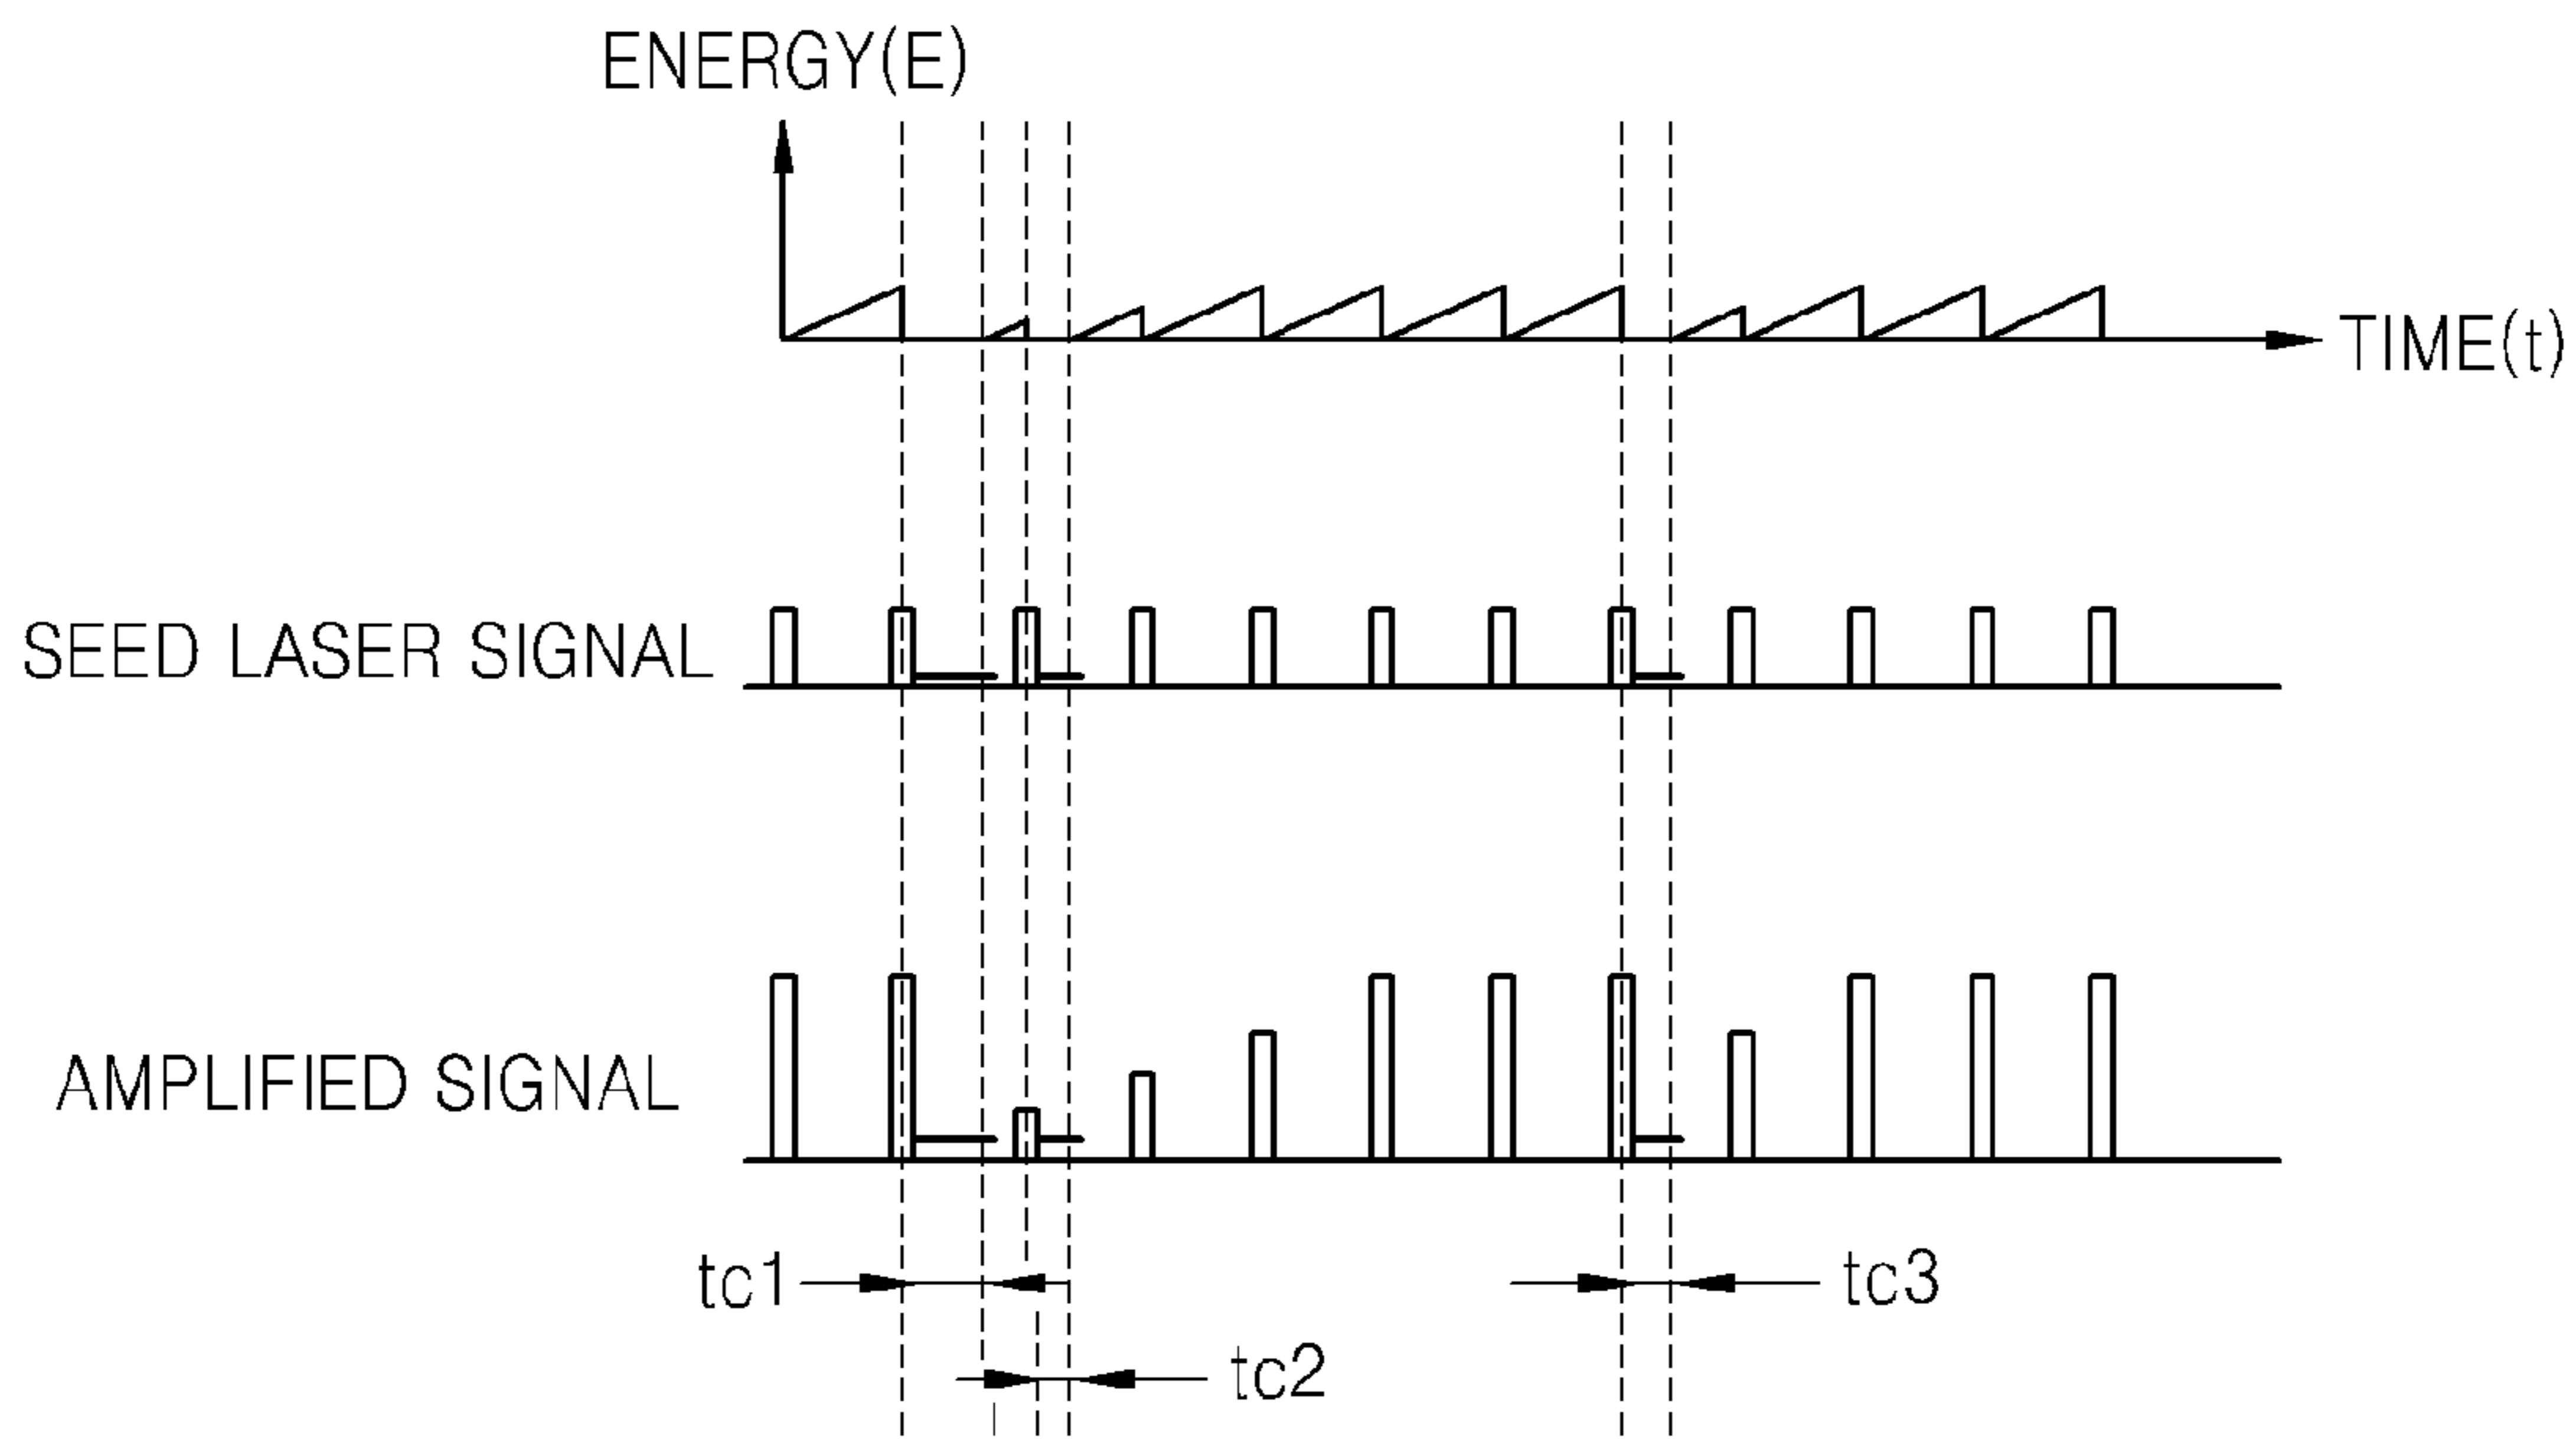 ENERGY(E)
TIME(t)
SEED LASER SIGNAL
AMPLIFIED SIGNAL
tc1
tc3
tc2